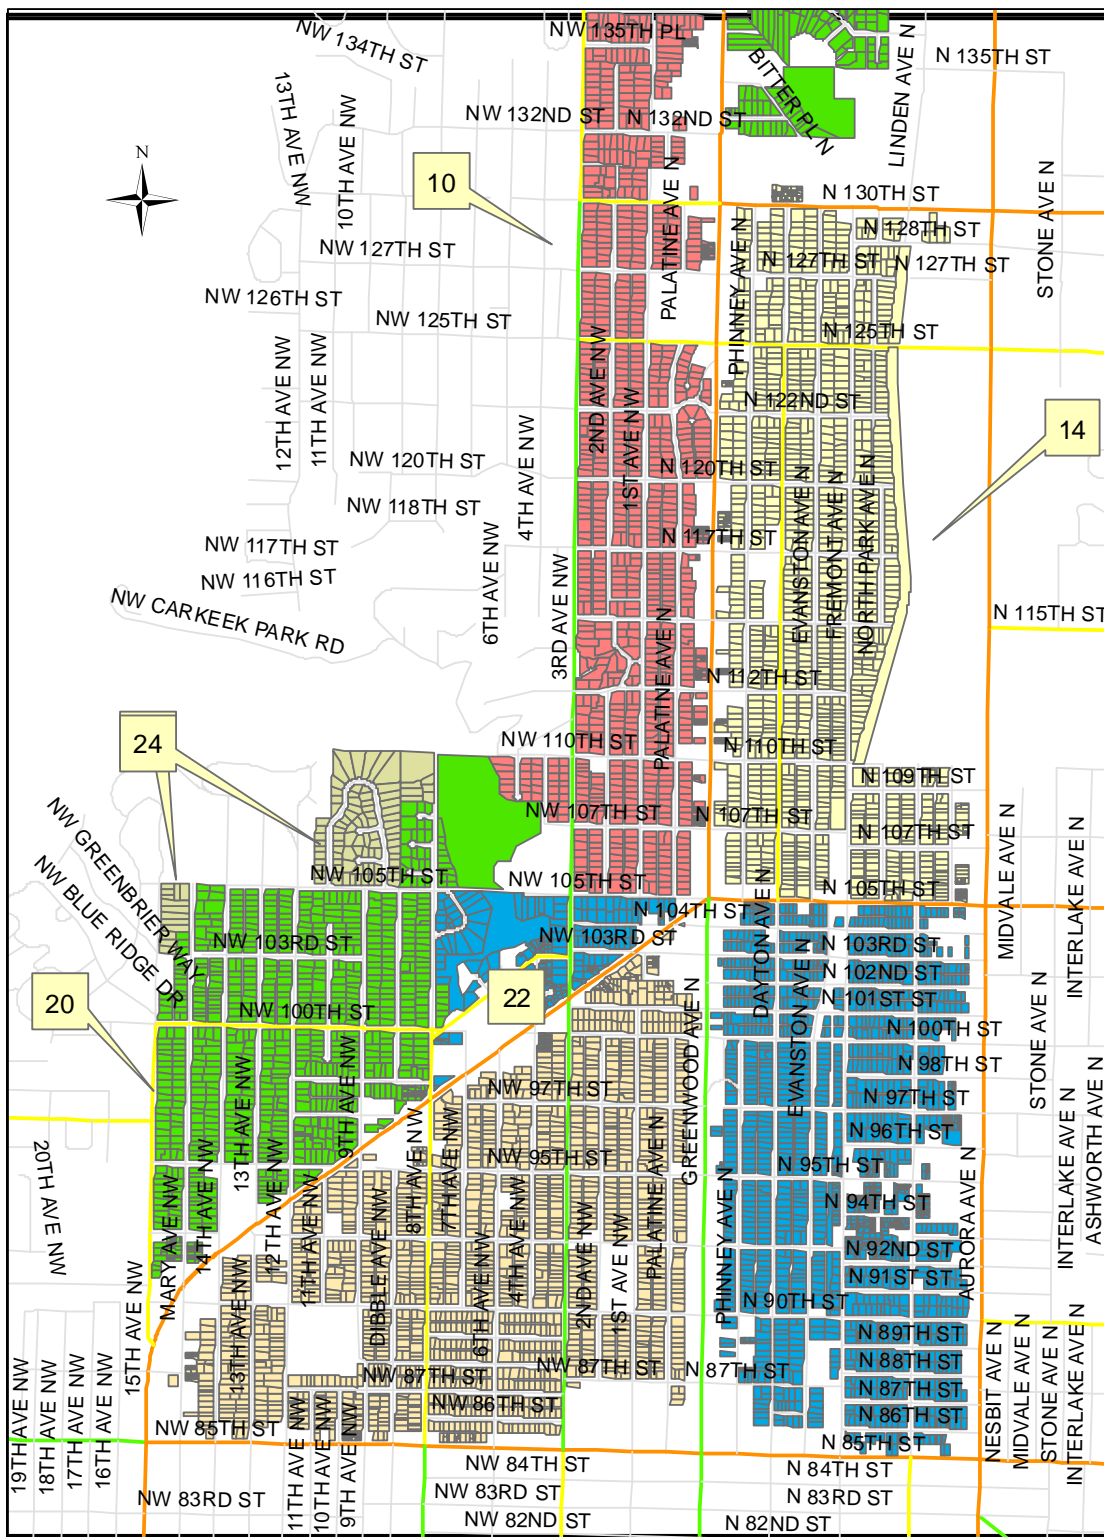 NW 134TH ST
NW 135TH PL
BITTER PL N
LINDEN AVE N
N 135TH ST
13TH AVE NW
10TH AVE NW
NW 132ND ST
N 132ND ST
N
10
PALATINE AVE N
N 130TH ST
STONE AVE N
N 128TH ST
NW 127TH ST
PHINNEY AVE N
N 127TH ST
N 127TH ST
NW 126TH ST
NW 125TH ST
N 125TH ST
12TH AVE NW
11TH AVE NW
2ND AVE NW
1ST AVE NW
N 122ND ST
14
4TH AVE NW
NW 120TH ST
N 120TH ST
NW 118TH ST
EVANSTON AVE N
FREMONT AVE N
NORTH PARK AVE N
N 117TH ST
NW 117TH ST
6TH AVE NW
NW 116TH ST
3RD AVE NW
NW CARKEEK PARK RD
N 115TH ST
PALATINE AVE N
N 112TH ST
24
NW 110TH ST
N 110TH ST
N 109TH ST
NW GREENBRIER WAY
NW BLUE RIDGE DR
NW 107TH ST
N 107TH ST
N 107TH ST
MIDVALE AVE N
INTERLAKE AVE N
NW 105TH ST
NW 105TH ST
N 105TH ST
DAYTON AVE N
N 104TH ST
NW 103RD ST
NW 103RD ST
N 103RD ST
EVANSTON AVE N
N 102ND ST
20
22
NW 100TH ST
N 101ST ST
GREENWOOD AVE N
N 100TH ST
STONE AVE N
N 98TH ST
13TH AVE NW
9TH AVE NW
NW 97TH ST
N 97TH ST
INTERLAKE AVE N
ASHWORTH AVE N
N 96TH ST
20TH AVE NW
8TH AVE NW
7TH AVE NW
NW 95TH ST
PALATINE AVE N
N 95TH ST
MARY AVE NW
14TH AVE NW
12TH AVE NW
11TH AVE NW
DIBBLE AVE NW
6TH AVE NW
4TH AVE NW
2ND AVE NW
1ST AVE NW
PHINNEY AVE N
N 94TH ST
AURORA AVE N
N 92ND ST
N 91ST ST
N 90TH ST
15TH AVE NW
13TH AVE NW
N 89TH ST
NW 87TH ST
NW 87TH ST
N 87TH ST
N 88TH ST
N 87TH ST
NESBIT AVE N
MIDVALE AVE N
STONE AVE N
INTERLAKE AVE N
19TH AVE NW
18TH AVE NW
17TH AVE NW
16TH AVE NW
NW 86TH ST
N 86TH ST
NW 85TH ST
N 85TH ST
11TH AVE NW
10TH AVE NW
9TH AVE NW
NW 84TH ST
N 84TH ST
NW 83RD ST
NW 83RD ST
N 83RD ST
NW 82ND ST
N 82ND ST